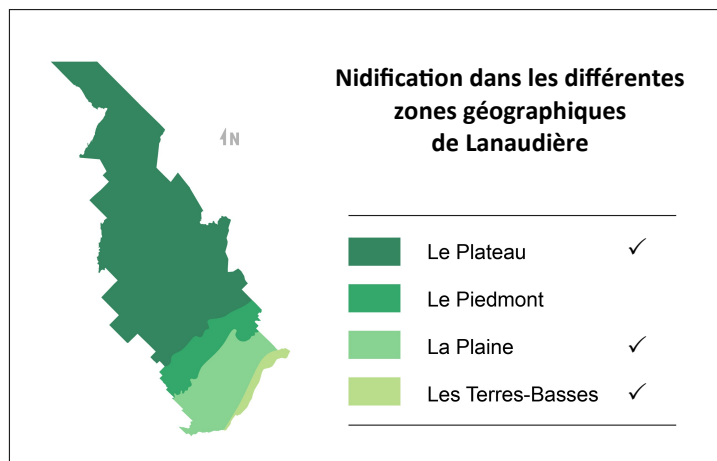 Nidification dans les différentes
zones géographiques
de Lanaudière
N
Le Plateau ✓
Le Piedmont
La Plaine ✓
Les Terres-Basses ✓